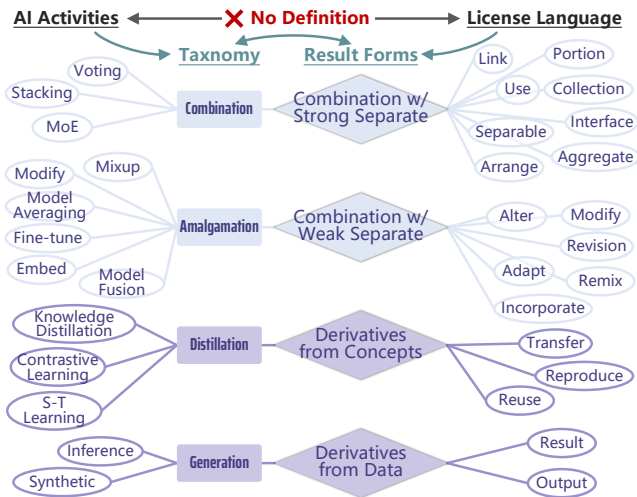 AI Activities
No Definition
License Language
Taxnomy
Result Forms
Voting
Stacking
MoE
Combination
Combination w/
Strong Separate
Link
Portion
Use
Collection
Interface
Separable
Aggregate
Arrange
Mixup
Modify
Model
Averaging
Fine-tune
Embed
Model
Fusion
Amalgamation
Combination w/
Weak Separate
Alter
Modify
Revision
Adapt
Remix
Incorporate
Knowledge
Distillation
Contrastive
Learning
S-T
Learning
Distillation
Derivatives
from Concepts
Transfer
Reproduce
Reuse
Inference
Synthetic
Generation
Derivatives
from Data
Result
Output